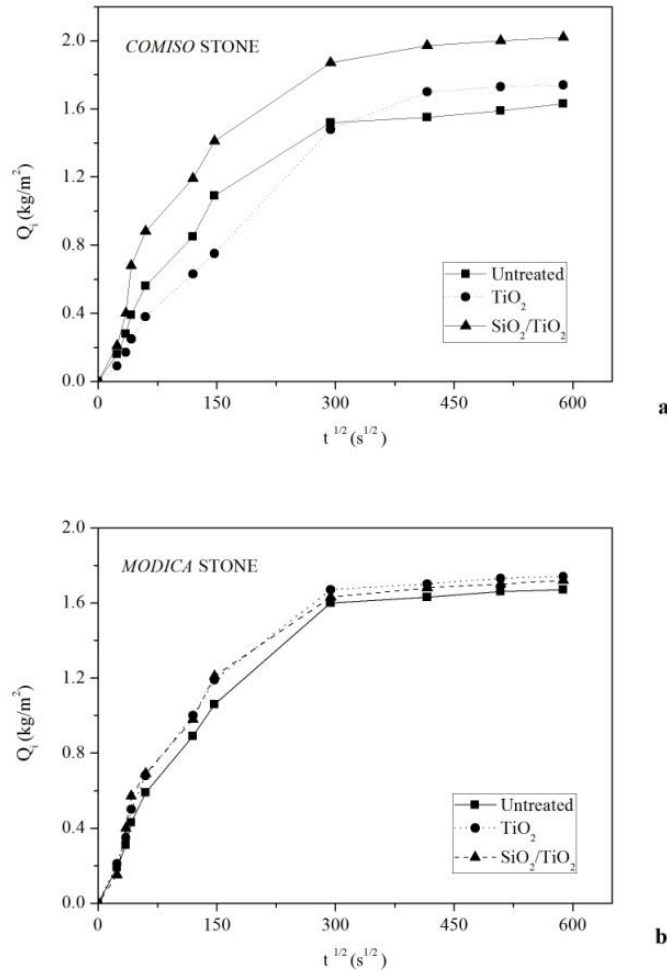 2.0
COMISO STONE
1.6
1.2
Qi (kg/m²)
0.8
Untreated
TiO₂
0.4
SiO₂/TiO₂
0.0
0 150 300 450 600
a
t ¹/² (s¹/²)
2.0
MODICA STONE
1.6
1.2
Qi (kg/m²)
0.8
Untreated
TiO₂
0.4
SiO₂/TiO₂
0.0
b
0 150 300 450 600
t ¹/² (s¹/²)